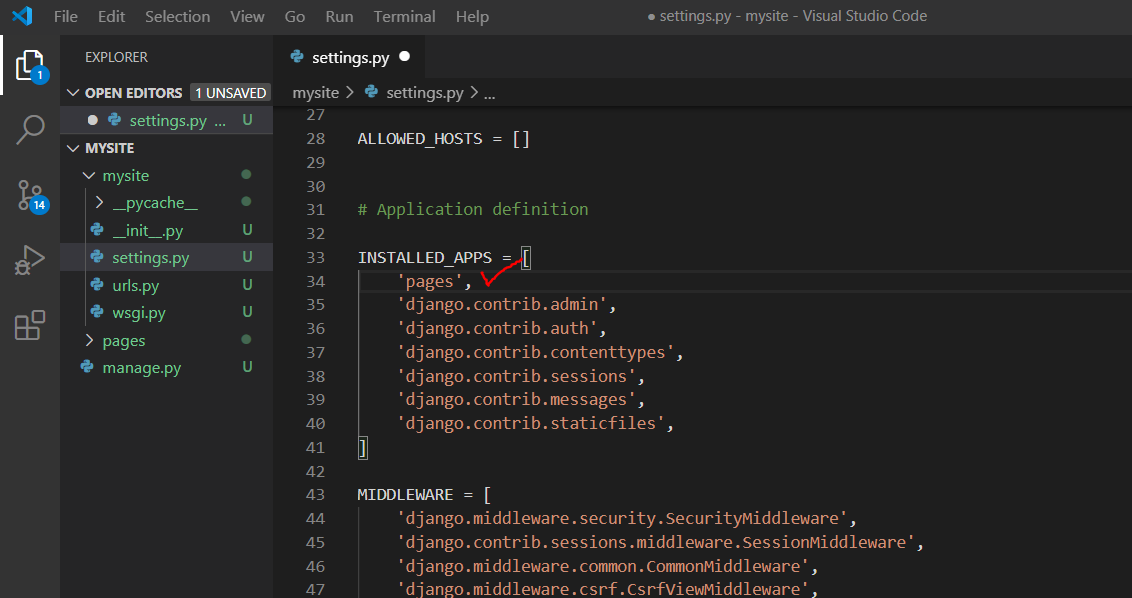 File Edit Selection View Go Run Terminal Help ● settings.py - mysite - Visual Studio Code
EXPLORER
OPEN EDITORS 1 UNSAVED
settings.py ... U
MYSITE
mysite
__pycache__
__init__.py U
settings.py U
urls.py U
wsgi.py U
pages
manage.py U
1
14
settings.py ●
mysite > settings.py > ...
27
28 ALLOWED_HOSTS = []
29
30
31 # Application definition
32
33 INSTALLED_APPS = [
34 'pages',
35 'django.contrib.admin',
36 'django.contrib.auth',
37 'django.contrib.contenttypes',
38 'django.contrib.sessions',
39 'django.contrib.messages',
40 'django.contrib.staticfiles',
41 ]
42
43 MIDDLEWARE = [
44 'django.middleware.security.SecurityMiddleware',
45 'django.contrib.sessions.middleware.SessionMiddleware',
46 'django.middleware.common.CommonMiddleware',
47 'django.middleware.csrf.CsrfViewMiddleware',